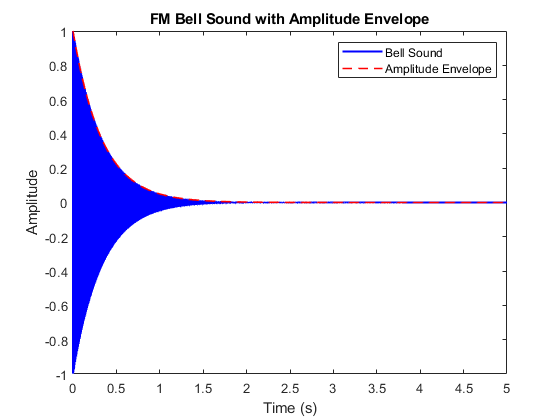 FM Bell Sound with Amplitude Envelope
Bell Sound
Amplitude Envelope
1
0.8
0.6
0.4
0.2
0
-0.2
-0.4
-0.6
-0.8
-1
Amplitude
0 0.5 1 1.5 2 2.5 3 3.5 4 4.5 5
Time (s)